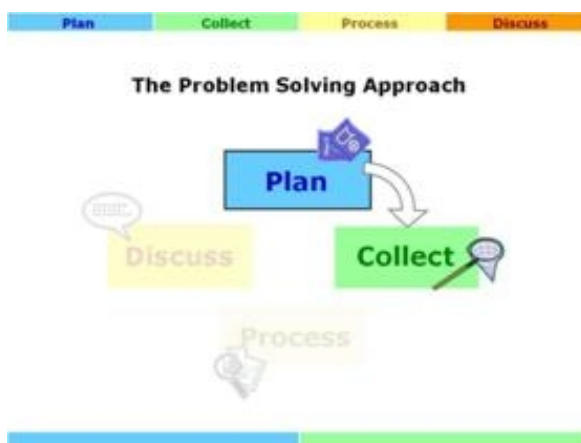 Plan Collect Process Discuss
The Problem Solving Approach
Plan
Discuss Collect
Process